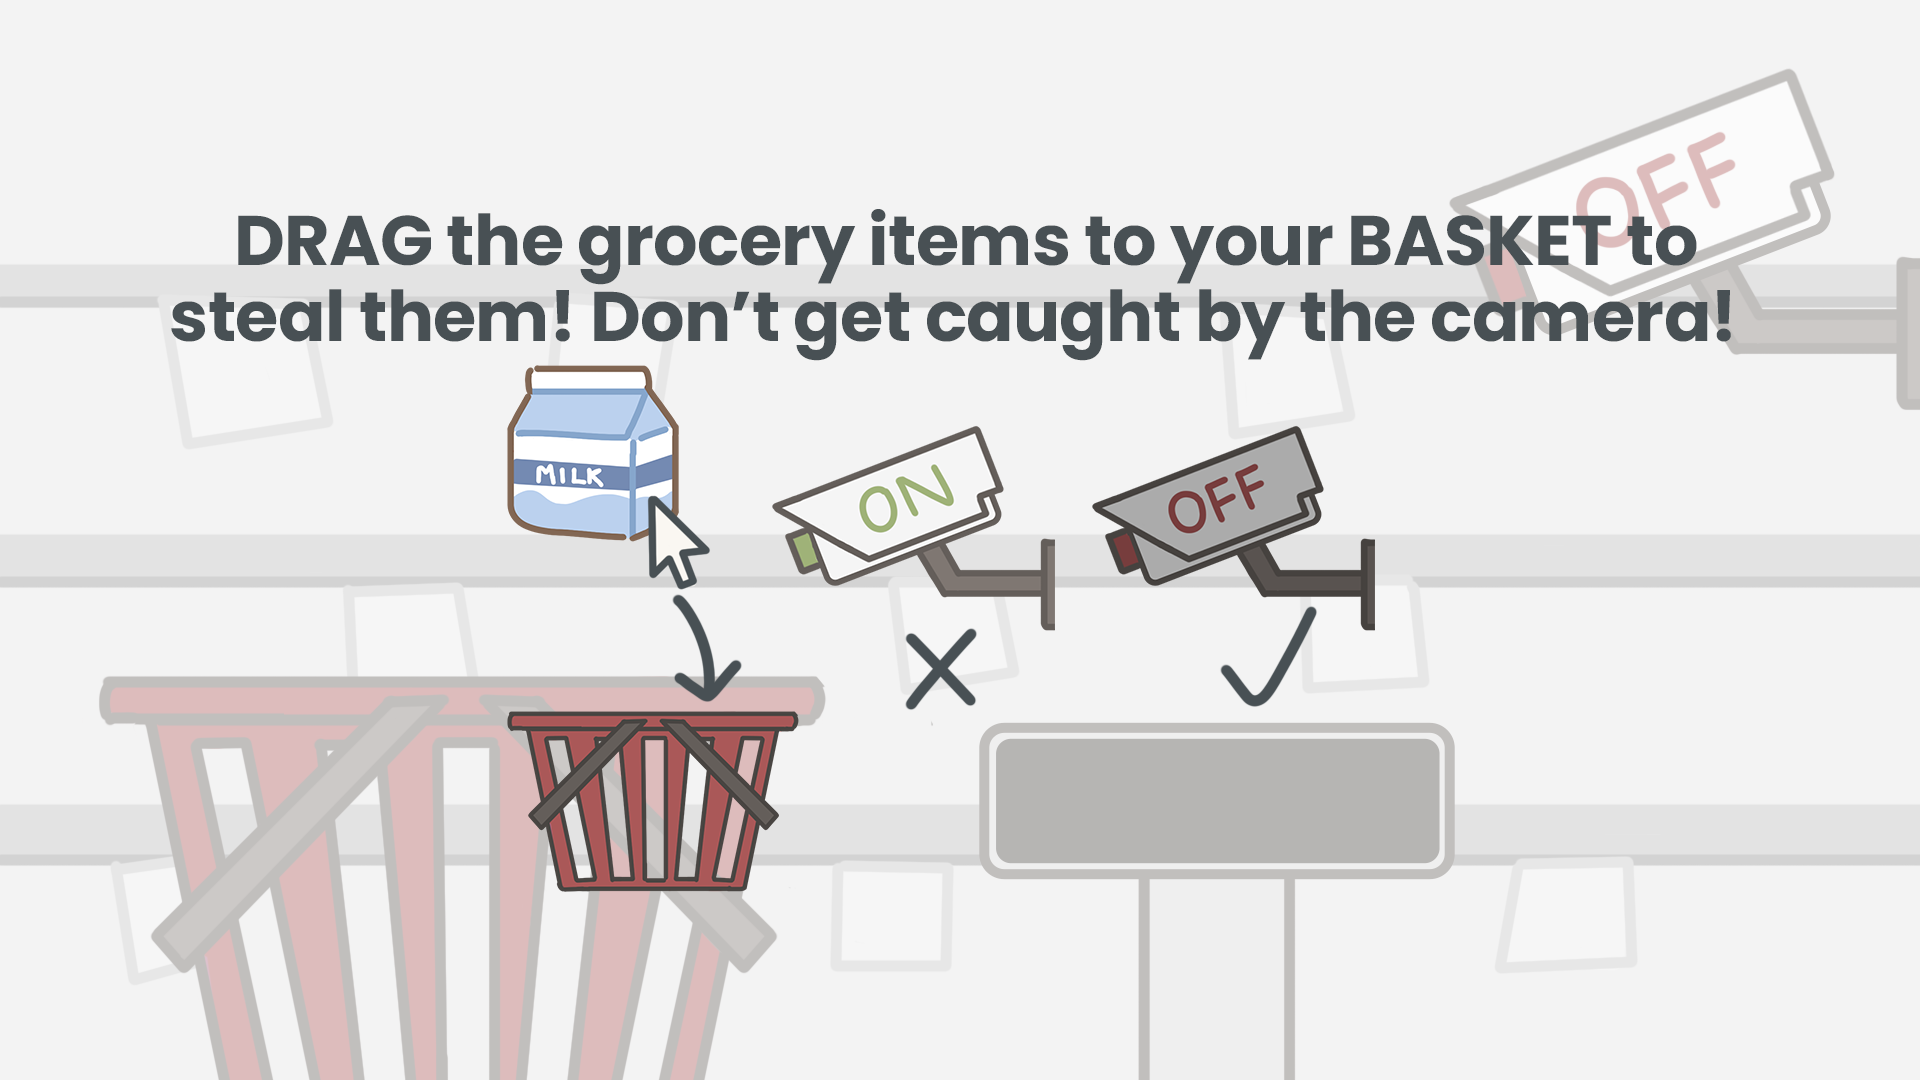 OFF
DRAG the grocery items to your BASKET to
steal them! Don’t get caught by the camera!
MILK
ON
OFF